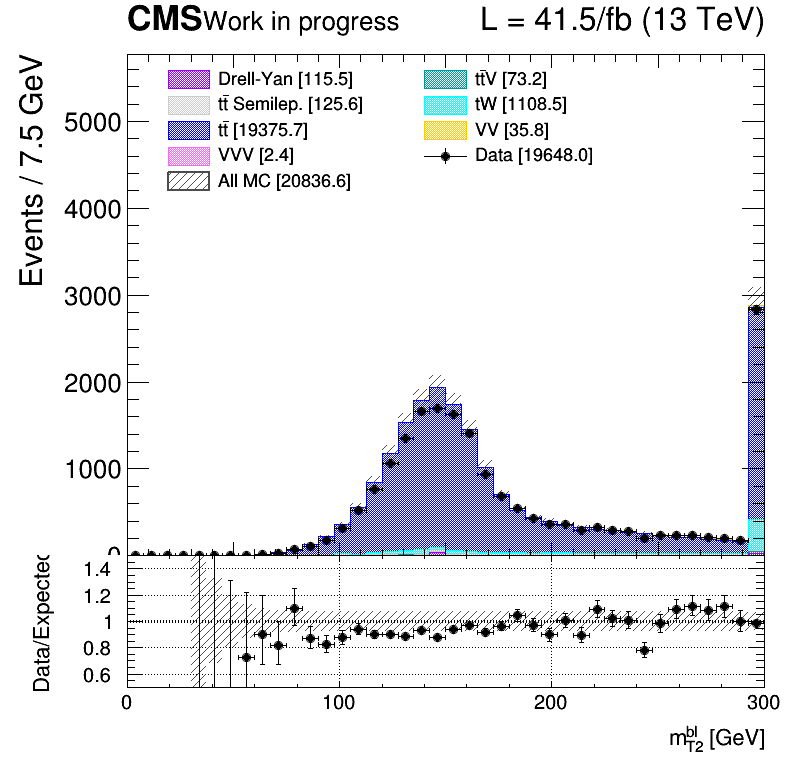 CMS Work in progress L = 41.5/fb (13 TeV)
Drell-Yan [115.5]
tt̄ Semilep. [125.6]
tt̄ [19375.7]
VVV [2.4]
All MC [20836.6]
tt̄V [73.2]
tW [1108.5]
VV [35.8]
Data [19648.0]
Events / 7.5 GeV
5000
4000
3000
2000
1000
0
Data/Expected
1.4
1.2
1
0.8
0.6
0 100 200 300
m_{T2}^{bl} [GeV]